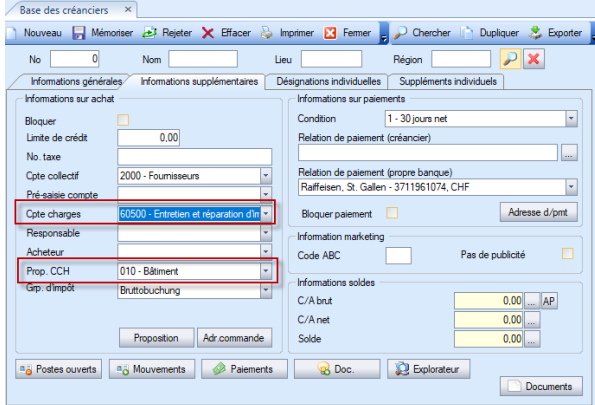 Base des créanciers ×
Nouveau Mémoriser Rejeter Effacer Imprimer Fermer Chercher Dupliquer Exporter
No 0 Nom Lieu Région
Informations générales Informations supplémentaires Désignations individuelles Suppléments individuels
Informations sur achat
Bloquer
Limite de crédit 0,00
No. taxe
Cpte collectif 2000 - Fournisseurs
Pré-saisie compte
Cpte charges 60500 - Entretien et réparation d'in
Responsable
Acheteur
Prop. CCH 010 - Bâtiment
Grp. d'impôt Bruttobuchung
Proposition Adr.commande
Informations sur paiements
Condition 1 - 30 jours net
Relation de paiement (créancier)
...
Relation de paiement (propre banque)
Raiffeisen, St. Gallen - 3711961074, CHF
Bloquer paiement Adresse d/pmt
Information marketing
Code ABC Pas de publicité
Informations soldes
C/A brut 0,00 ... AP
C/A net 0,00 ...
Solde 0,00 ...
Postes ouverts Mouvements Paiements Doc. Explorateur
Documents